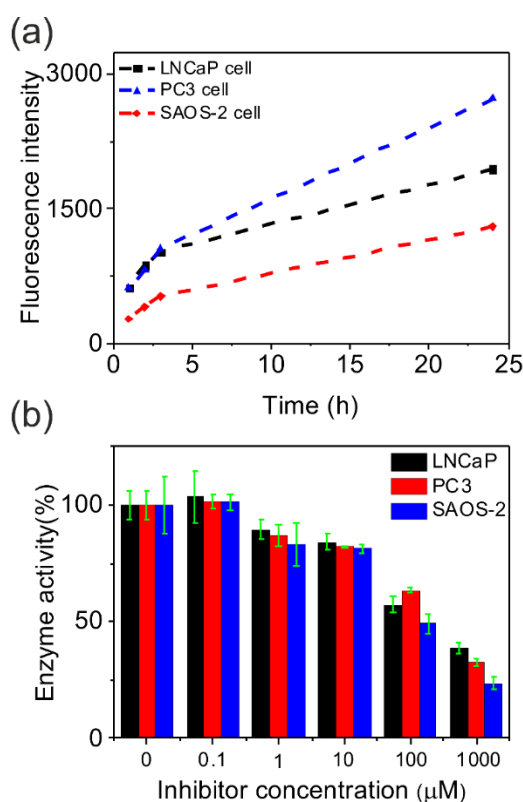 (a)
3000
LNCaP cell
PC3 cell
SAOS-2 cell
Fluorescence intensity
1500
0
0 5 10 15 20 25
Time (h)
(b)
LNCaP
PC3
SAOS-2
100
Enzyme activity(%)
50
0
0 0.1 1 10 100 1000
Inhibitor concentration (μM)